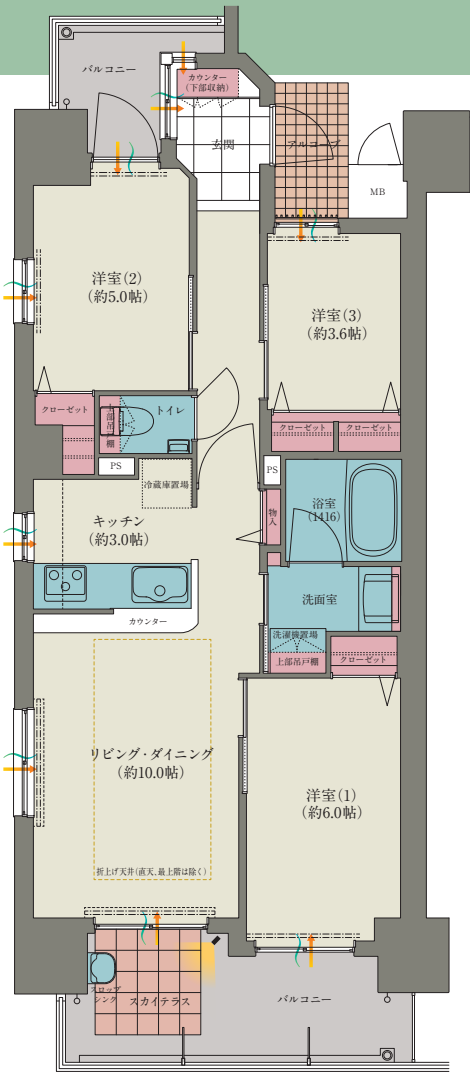 バルコニー
カウンター
(下部収納)
玄関
アルコーブ
MB
洋室(2)
(約5.0帖)
洋室(3)
(約3.6帖)
クローゼット
上部吊戸棚
トイレ
クローゼット
クローゼット
PS
冷蔵庫置場
PS
キッチン
(約3.0帖)
物入
浴室
(1416)
洗面室
カウンター
洗濯機置場
上部吊戸棚
クローゼット
リビング・ダイニング
(約10.0帖)
洋室(1)
(約6.0帖)
折上げ天井(直天、最上階は除く)
スロップ
シンク
スカイテラス
バルコニー